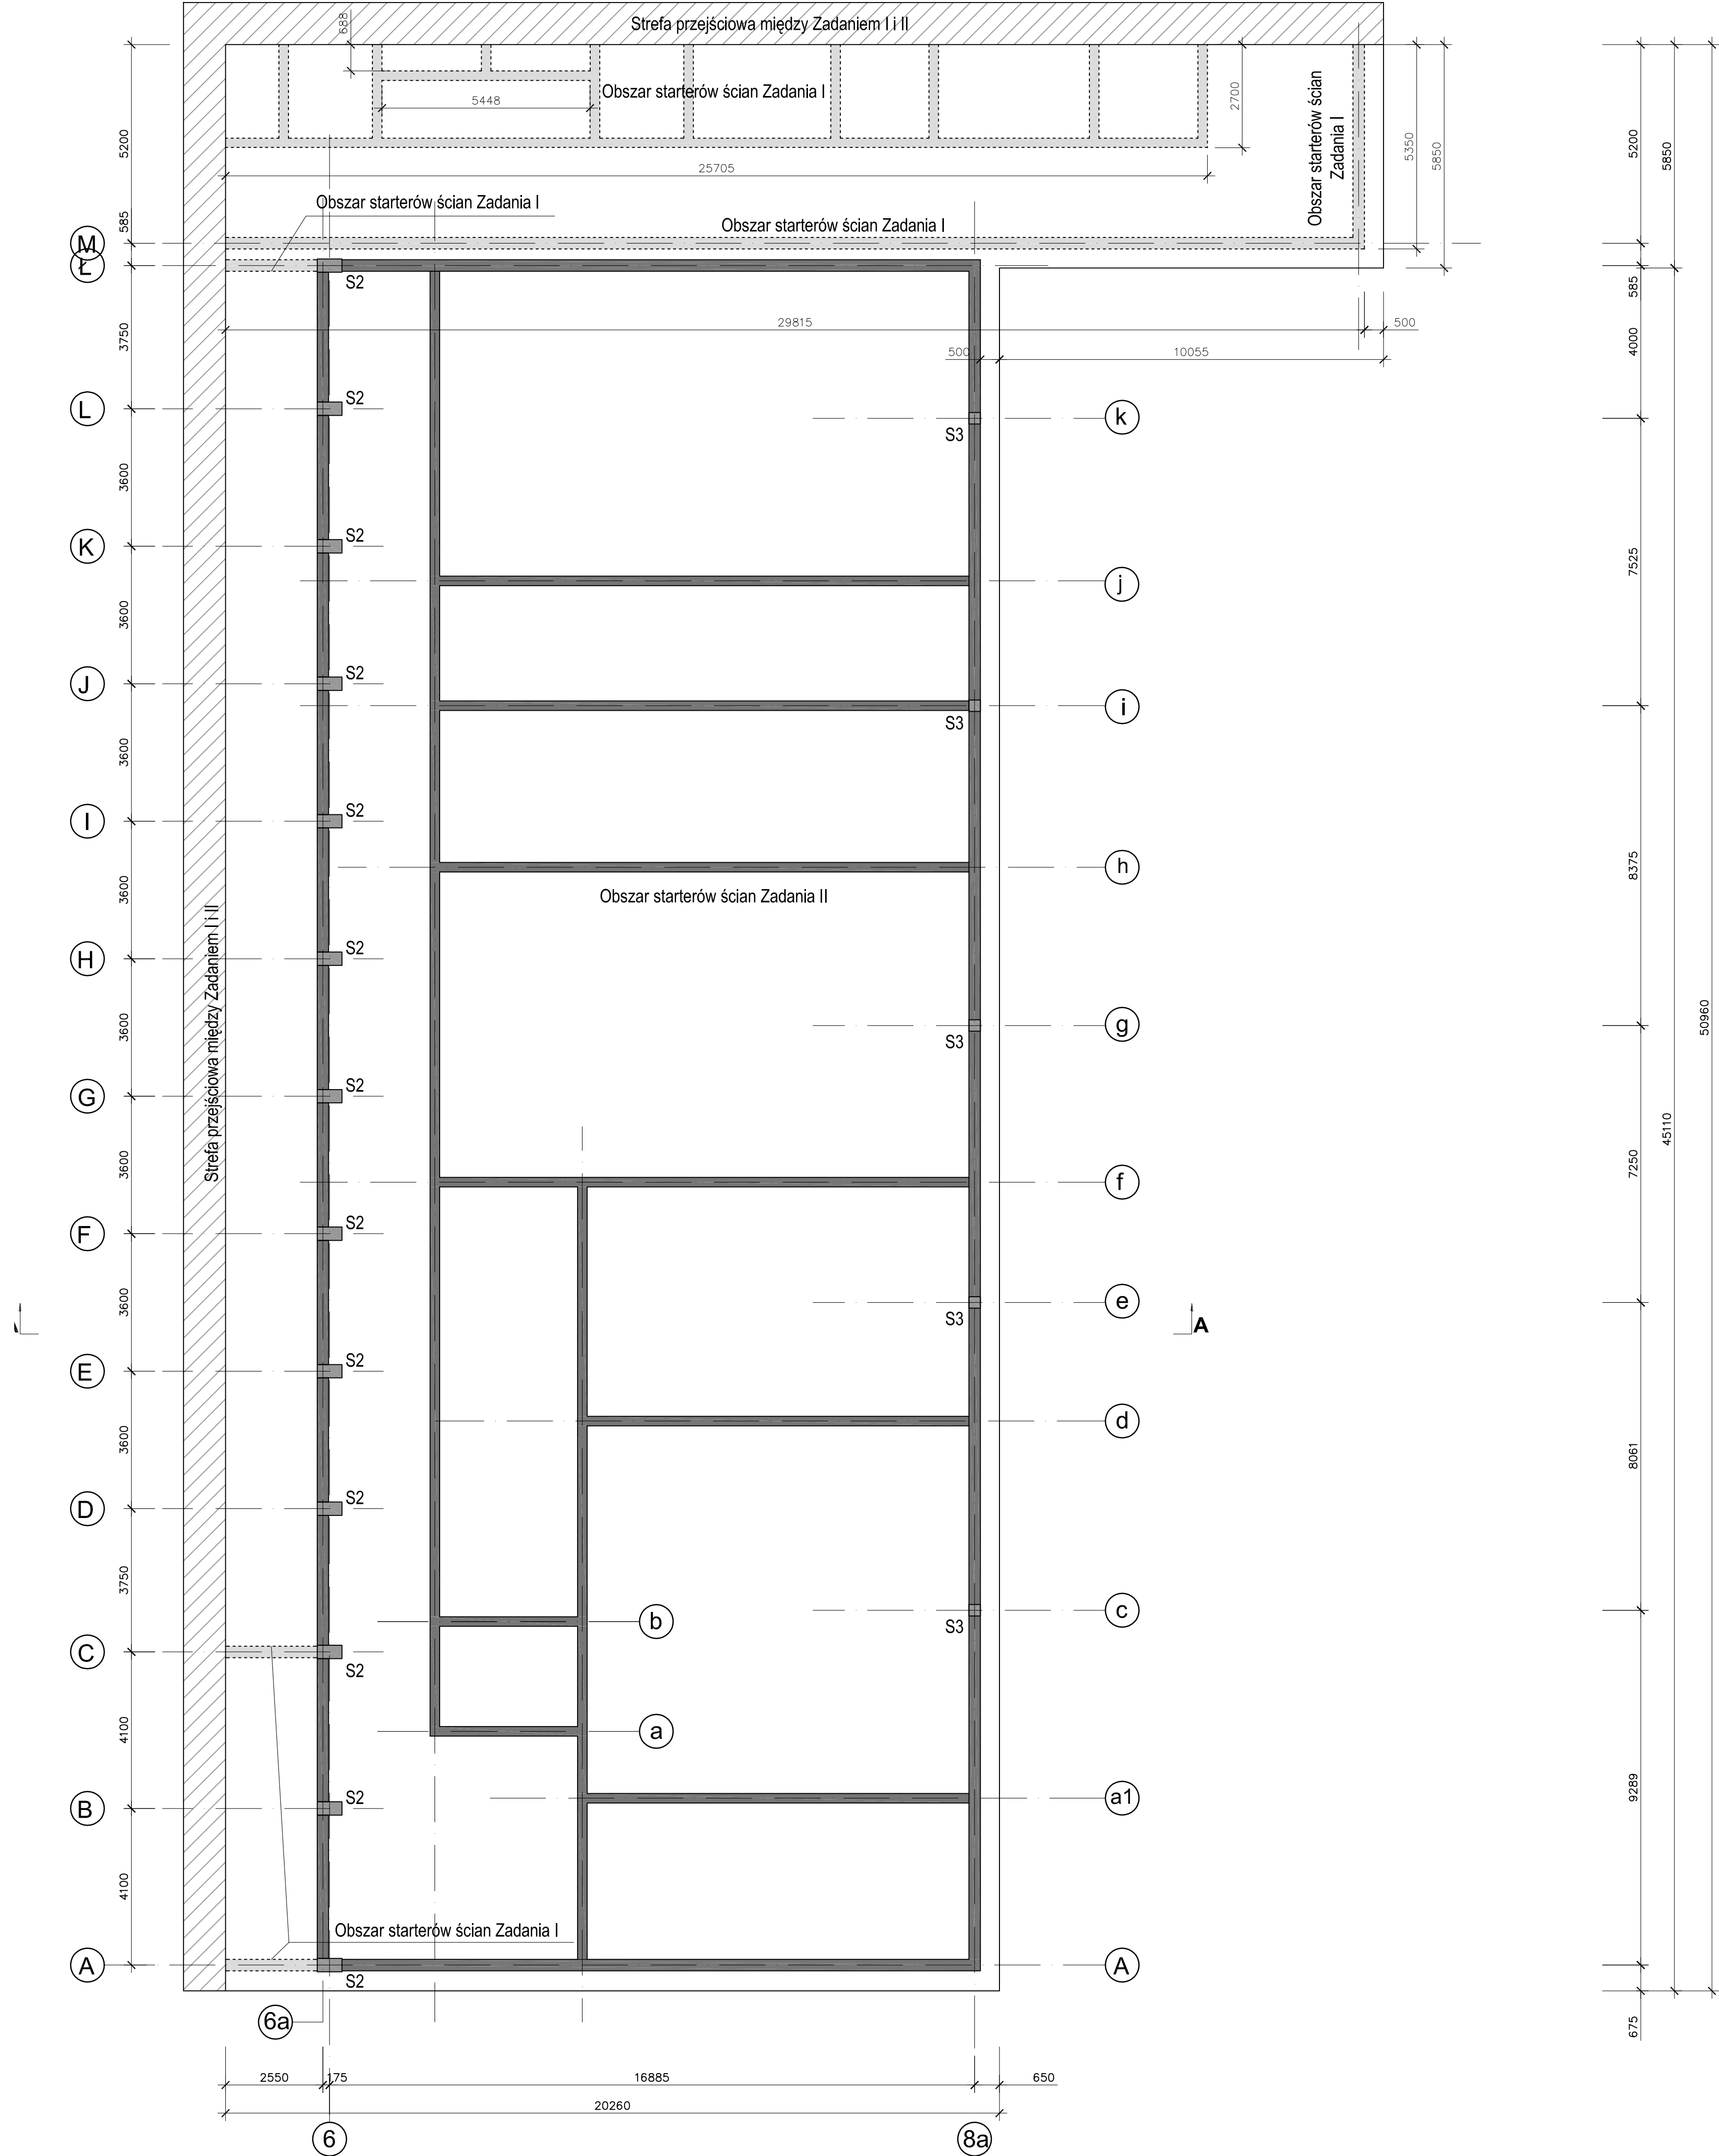 Strefa przejściowa między Zadaniem I i II
688
5448
Obszar starterów ścian Zadania I
2700
Obszar starterów ścian
Zadania I
5350
5850
5200
5850
5200
25705
Obszar starterów ścian Zadania I
Obszar starterów ścian Zadania I
585
M
Ł
S2
585
29815
500
3750
4000
500
10055
L
S2
k
S3
3600
K
S2
7525
j
3600
J
S2
i
S3
3600
I
S2
8375
h
3600
Obszar starterów ścian Zadania II
H
S2
Strefa przejściowa między Zadaniem I i II
50960
3600
g
S3
G
S2
45110
3600
7250
f
F
S2
3600
e
S3
A
E
S2
d
3600
8061
D
S2
3750
c
b
S3
C
S2
4100
a
9289
a1
B
S2
4100
Obszar starterów ścian Zadania I
A
S2
A
6a
675
2550
175
16885
650
20260
6
8a